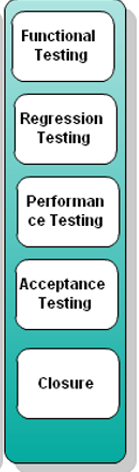 Functional
Testing
Regression
Testing
Performan
ce Testing
Acceptance
Testing
Closure